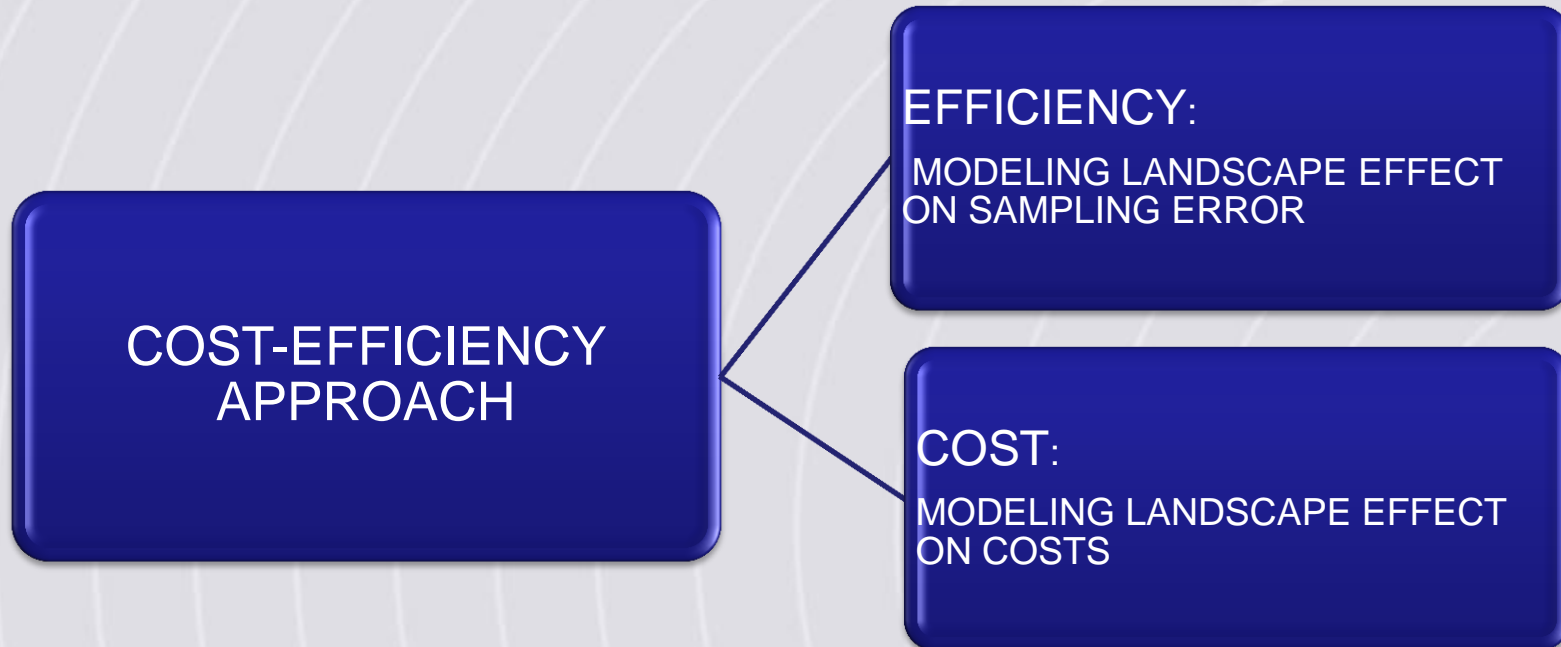 COST-EFFICIENCY
APPROACH
EFFICIENCY:
MODELING LANDSCAPE EFFECT
ON SAMPLING ERROR
COST:
MODELING LANDSCAPE EFFECT
ON COSTS